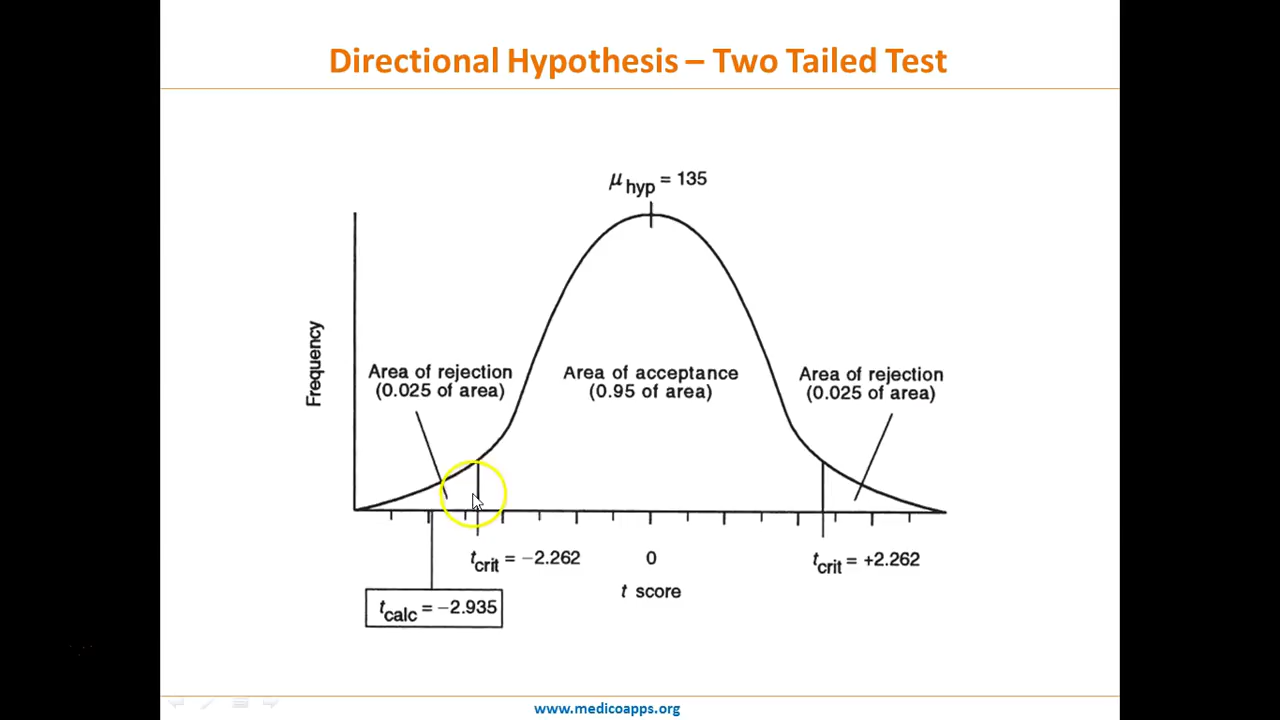 Directional Hypothesis – Two Tailed Test
μhyp = 135
Frequency
Area of rejection
(0.025 of area)
Area of acceptance
(0.95 of area)
Area of rejection
(0.025 of area)
tcrit = −2.262
0
tcrit = +2.262
t score
tcalc = −2.935
www.medicoapps.org